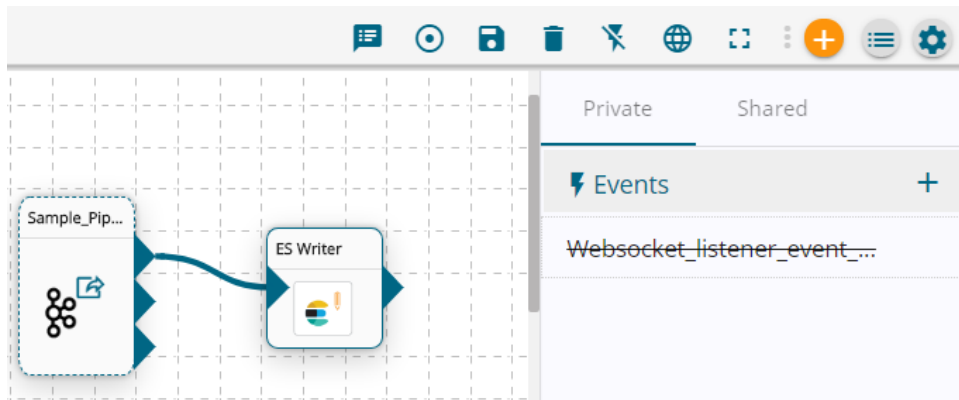 Private
Shared
Events
Websocket_listener_event_...
Sample_Pip...
ES Writer